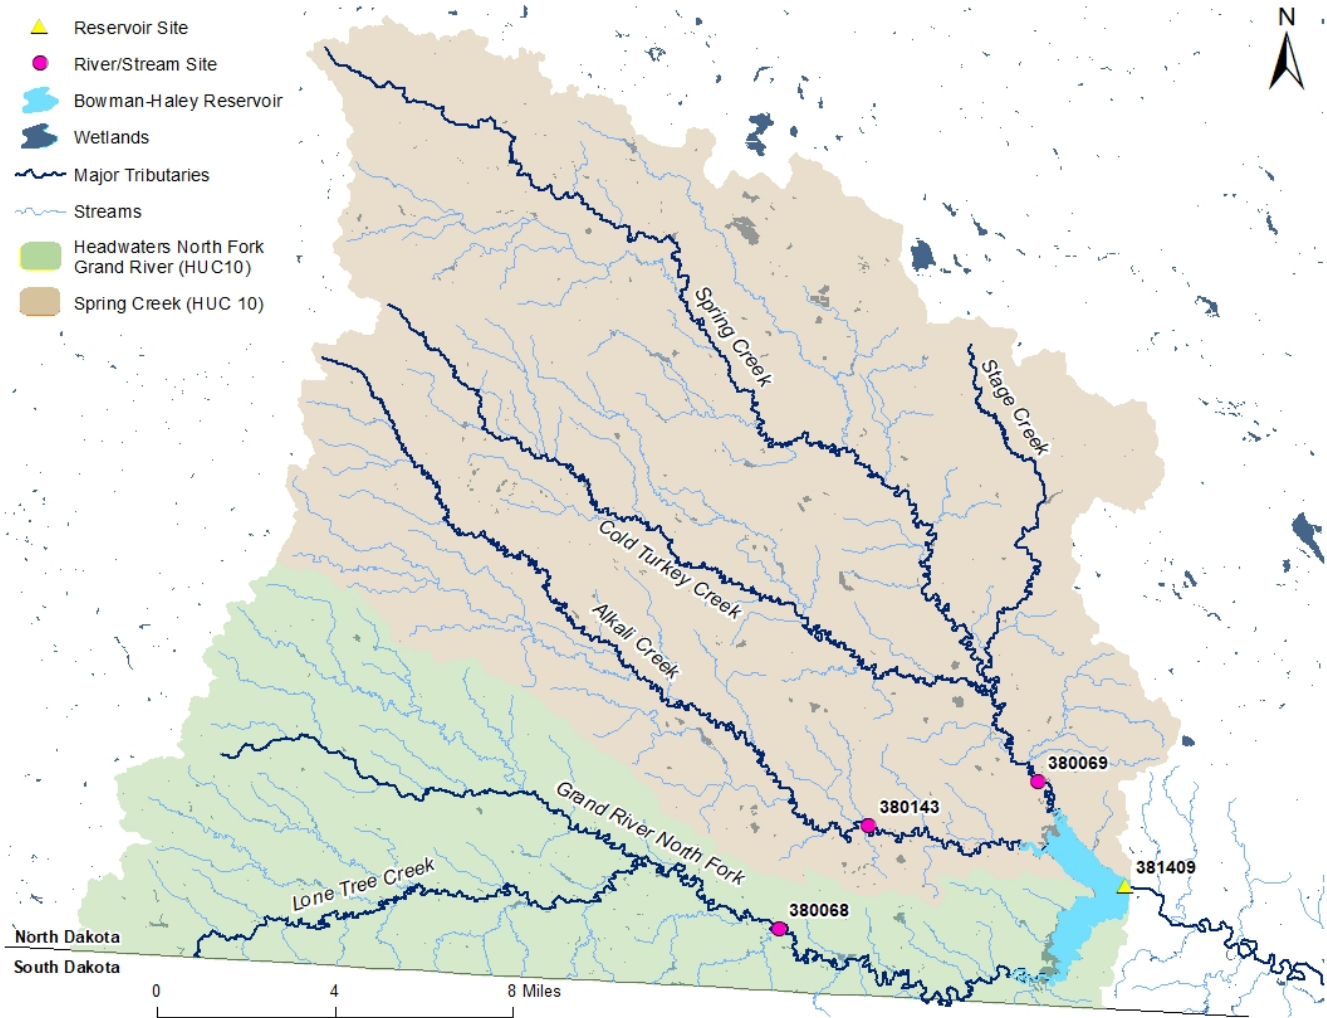 Reservoir Site
River/Stream Site
Bowman-Haley Reservoir
Wetlands
Major Tributaries
Streams
Headwaters North Fork
Grand River (HUC10)
Spring Creek (HUC 10)
N
Spring Creek
Stage Creek
Cold Turkey Creek
Alkali Creek
380069
Grand River North Fork
380143
381409
Lone Tree Creek
380068
North Dakota
South Dakota
0 4 8 Miles